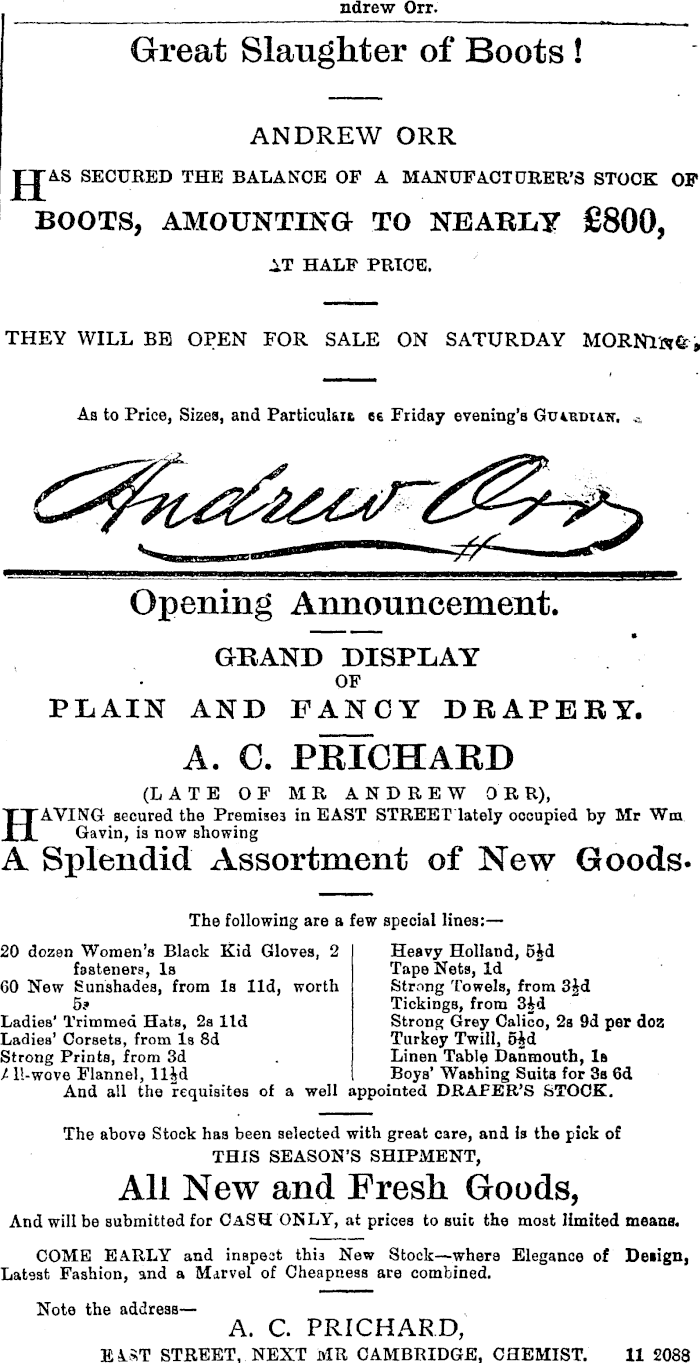 ndrew Orr.
Great Slaughter of Boots!
ANDREW ORR
HAS SECURED THE BALANCE OF A MANUFACTURER'S STOCK OF
BOOTS, AMOUNTING TO NEARLY £800,
AT HALF PRICE.
THEY WILL BE OPEN FOR SALE ON SATURDAY MORNING,
As to Price, Sizes, and Particulars see Friday evening's GUARDIAN.
Andrew Orr
Opening Announcement.
GRAND DISPLAY
OF
PLAIN AND FANCY DRAPERY.
A. C. PRICHARD
(LATE OF MR ANDREW ORR),
HAVING secured the Premises in EAST STREET lately occupied by Mr Wm
Gavin, is now showing
A Splendid Assortment of New Goods.
The following are a few special lines:—
20 dozen Women's Black Kid Gloves, 2
fasteners, 1s
60 New Sunshades, from 1s 11d, worth
5s
Ladies' Trimmed Hats, 2s 11d
Ladies' Corsets, from 1s 8d
Strong Prints, from 3d
All-wove Flannel, 11½d
Heavy Holland, 5½d
Tape Nets, 1d
Strong Towels, from 3½d
Tickings, from 3½d
Strong Grey Calico, 2s 9d per doz
Turkey Twill, 5½d
Linen Table Danmouth, 1s
Boys' Washing Suits for 3s 6d
And all the requisites of a well appointed DRAPER'S STOCK.
The above Stock has been selected with great care, and is the pick of
THIS SEASON'S SHIPMENT,
All New and Fresh Goods,
And will be submitted for CASH ONLY, at prices to suit the most limited means.
COME EARLY and inspect this New Stock—where Elegance of Design,
Latest Fashion, and a Marvel of Cheapness are combined.
Note the address—
A. C. PRICHARD,
EAST STREET, NEXT MR CAMBRIDGE, CHEMIST. 11 2088